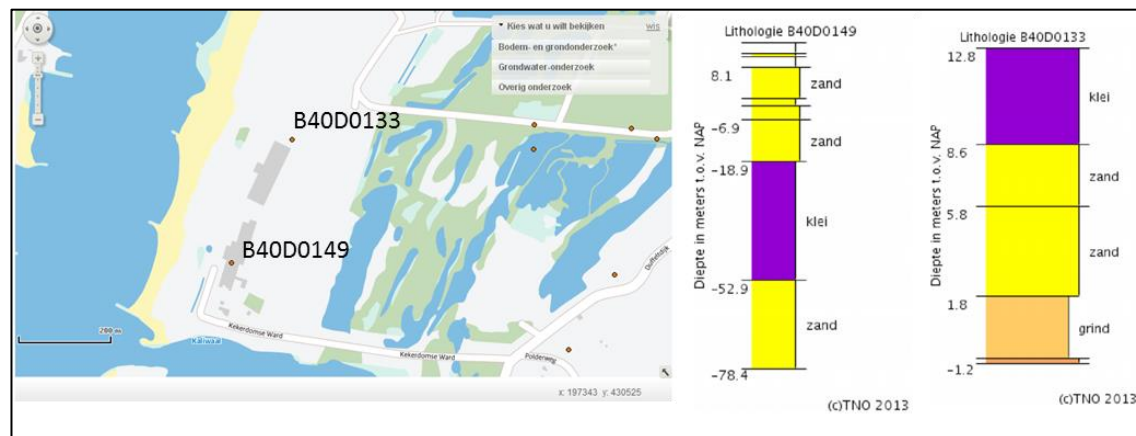 Kies wat u wilt bekijken
wis
Bodem- en grondonderzoek*
Grondwater-onderzoek
Overig onderzoek
B40D0133
B40D0149
200 m
Kaliwaal
Kekerdomse Ward
Kekerdomse Ward
Polderweg
Duffeltdijk
x: 197343 y: 430525
Lithologie B40D0149
Diepte in meters t.o.v. NAP
8.1
zand
-6.9
zand
-18.9
klei
-52.9
zand
-78.4
(c)TNO 2013
Lithologie B40D0133
Diepte in meters t.o.v. NAP
12.8
klei
8.6
zand
5.8
zand
1.8
grind
-1.2
(c)TNO 2013